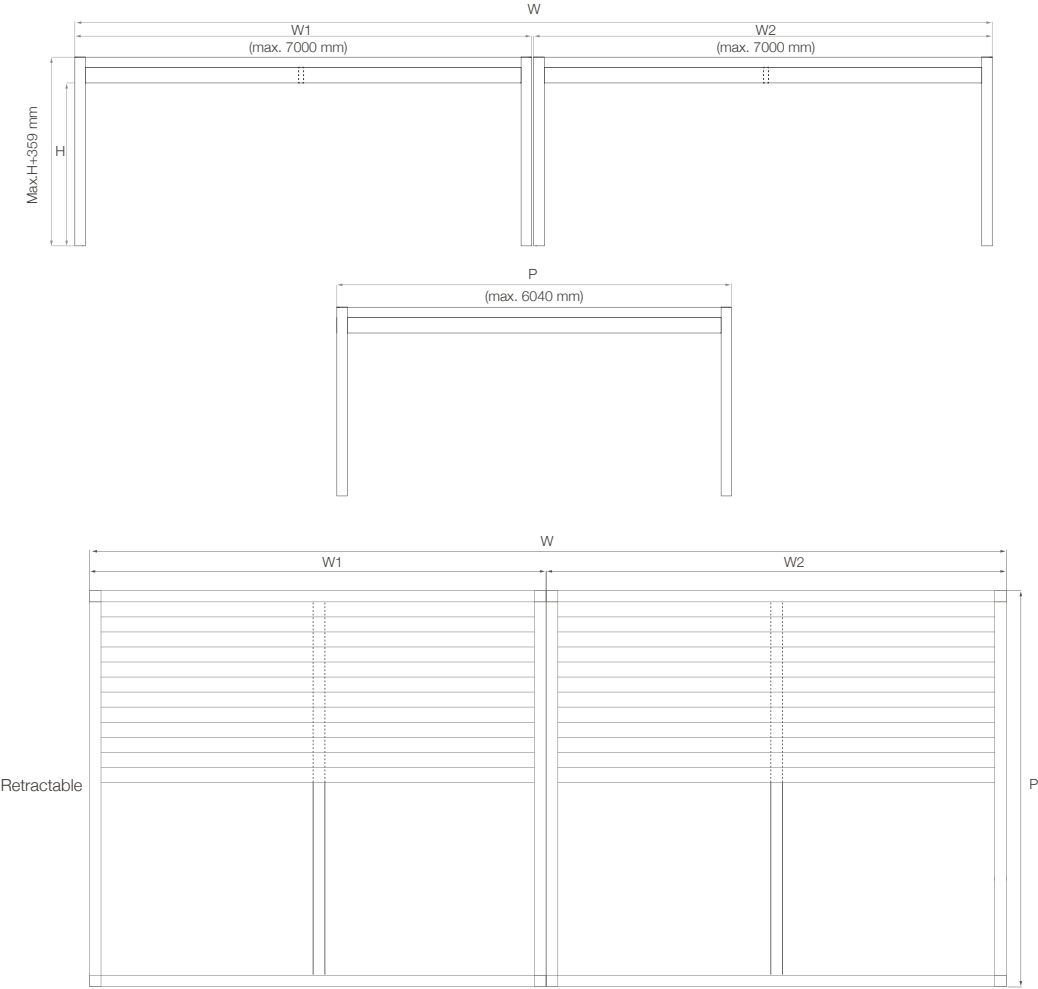 W
W1
W2
(max. 7000 mm)
(max. 7000 mm)
Max.H+359 mm
H
P
(max. 6040 mm)
W
W1
W2
Retractable
P